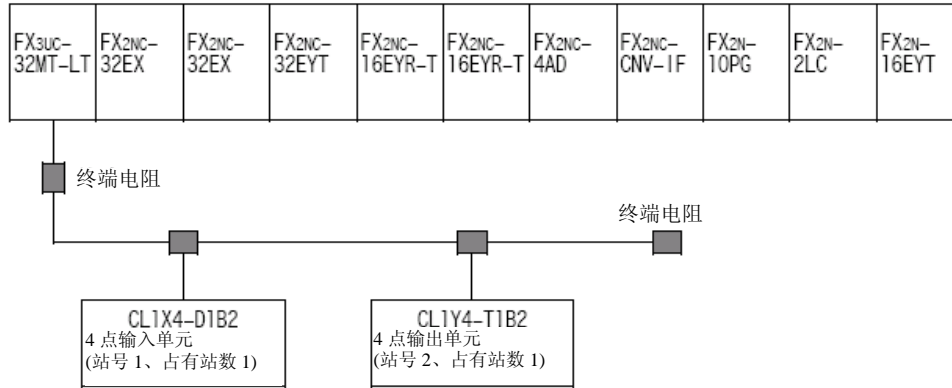 FX3UC-
32MT-LT
FX2NC-
32EX
FX2NC-
32EX
FX2NC-
32EYT
FX2NC-
16EYR-T
FX2NC-
16EYR-T
FX2NC-
4AD
FX2NC-
CNV-IF
FX2N-
10PG
FX2N-
2LC
FX2N-
16EYT
终端电阻
终端电阻
CL1X4-D1B2
4 点输入单元
(站号 1、占有站数 1)
CL1Y4-T1B2
4 点输出单元
(站号 2、占有站数 1)